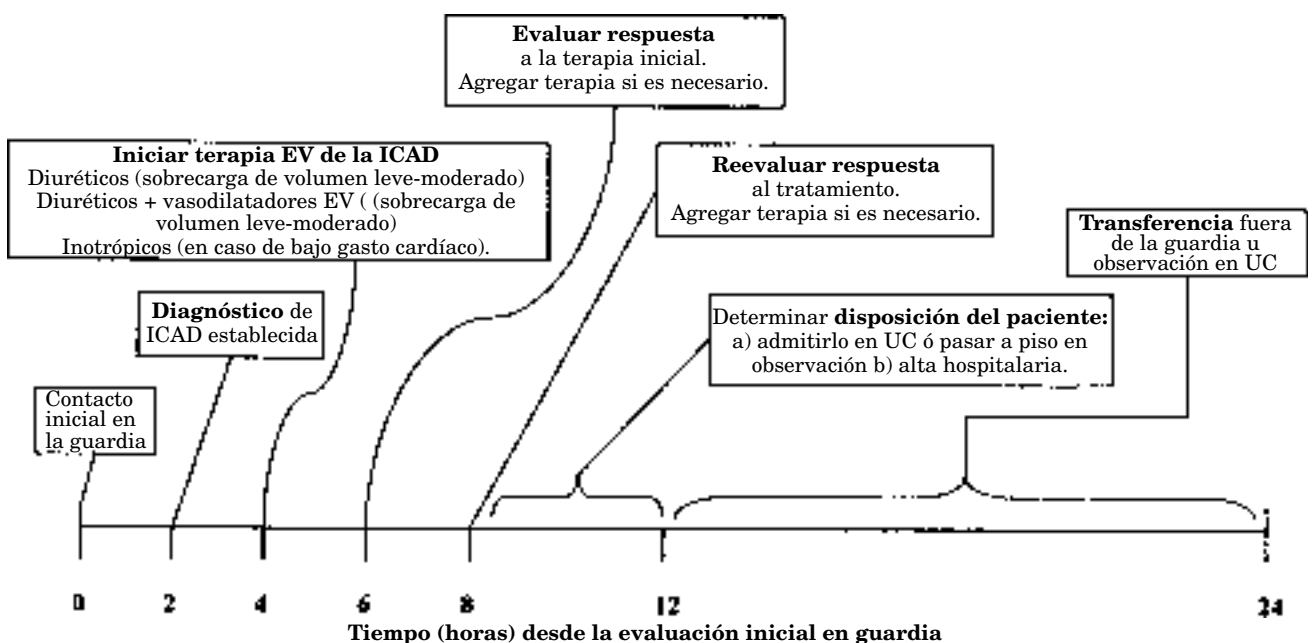 Evaluar respuesta
a la terapia inicial.
Agregar terapia si es necesario.
Iniciar terapia EV de la ICAD
Diuréticos (sobrecarga de volumen leve-moderado)
Diuréticos + vasodilatadores EV ( (sobrecarga de
volumen leve-moderado)
Inotrópicos (en caso de bajo gasto cardíaco).
Reevaluar respuesta
al tratamiento.
Agregar terapia si es necesario.
Transferencia fuera
de la guardia u
observación en UC
Diagnóstico de
ICAD establecida
Determinar disposición del paciente:
a) admitirlo en UC ó pasar a piso en
observación b) alta hospitalaria.
Contacto
inicial en
la guardia
0 2 4 6 8 12 24
Tiempo (horas) desde la evaluación inicial en guardia